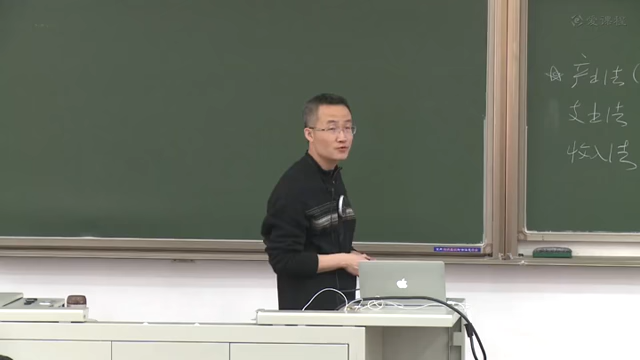 爱课程
☆ 产出法(
支出法
收入法